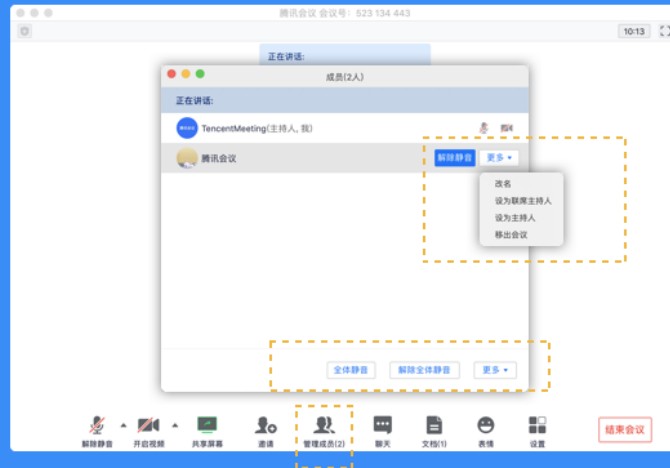 腾讯会议 会议号: 523 134 443
10:13
正在讲话:
成员(2人)
正在讲话:
TencentMeeting(主持人, 我)
腾讯会议
解除静音 更多
改名
设为联席主持人
设为主持人
移出会议
全体静音 解除全体静音 更多
解除静音 开启视频 共享屏幕 邀请 管理成员(2) 聊天 文档(1) 表情 设置
结束会议